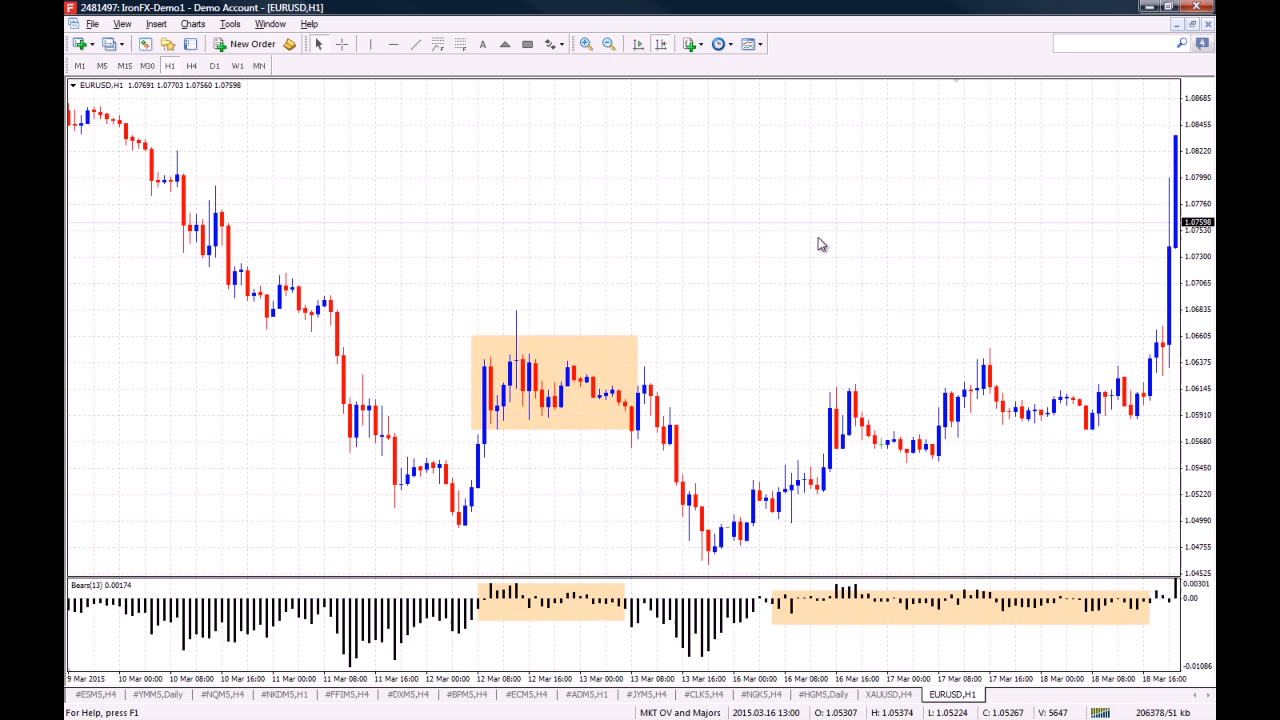 2481497: IronFX-Demo1 - Demo Account - [EURUSD,H1]
File View Insert Charts Tools Window Help
New Order A 4
M1 M5 M15 M30 H1 H4 D1 W1 MN
EURUSD,H1 1.07691 1.07703 1.07560 1.07598
1.08685
1.08455
1.08220
1.07990
1.07760
1.07598
1.07530
1.07300
1.07065
1.06835
1.06605
1.06375
1.06145
1.05910
1.05680
1.05450
1.05220
1.04990
1.04755
1.04525
Bears(13) 0.00174
0.00301
0.00
-0.01086
9 Mar 2015 10 Mar 00:00 10 Mar 08:00 10 Mar 16:00 11 Mar 00:00 11 Mar 08:00 11 Mar 16:00 12 Mar 00:00 12 Mar 08:00 12 Mar 16:00 13 Mar 00:00 13 Mar 08:00 13 Mar 16:00 16 Mar 00:00 16 Mar 08:00 16 Mar 16:00 17 Mar 00:00 17 Mar 08:00 17 Mar 16:00 18 Mar 00:00 18 Mar 08:00 18 Mar 16:00
#ESM5,H4 #YMM5,Daily #NQM5,H4 #NKDM5,H1 #FFIM5,H4 #DXM5,H4 #BPM5,H4 #ECM5,H4 #ADM5,H1 #JYM5,H4 #CLK5,H4 #NGK5,H4 #HGM5,Daily XAUUSD,H4 EURUSD,H1
For Help, press F1 MKT OV and Majors 2015.03.16 13:00 O: 1.05307 H: 1.05374 L: 1.05224 C: 1.05267 V: 5647 206378/51 kb